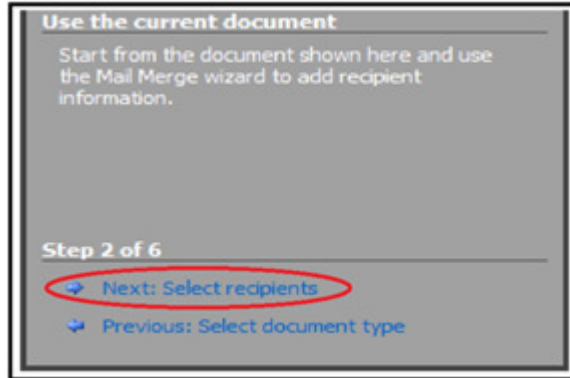 Use the current document
Start from the document shown here and use
the Mail Merge wizard to add recipient
information.
Step 2 of 6
Next: Select recipients
Previous: Select document type